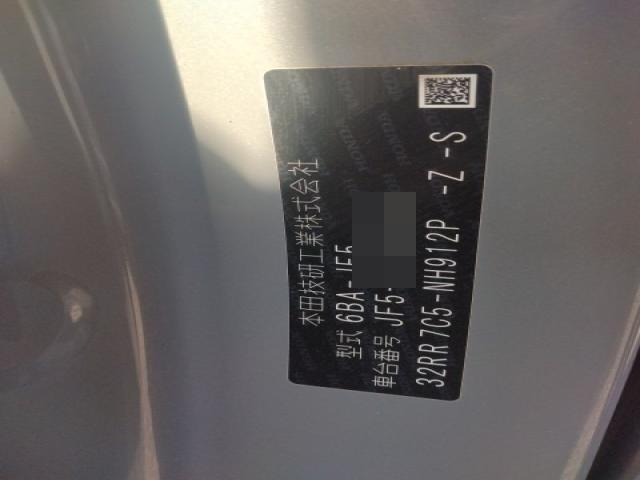 本田技研工業株式会社
型式 6BA-JF5
車台番号 JF5-
32RR 7C5-NH912P -Z -S